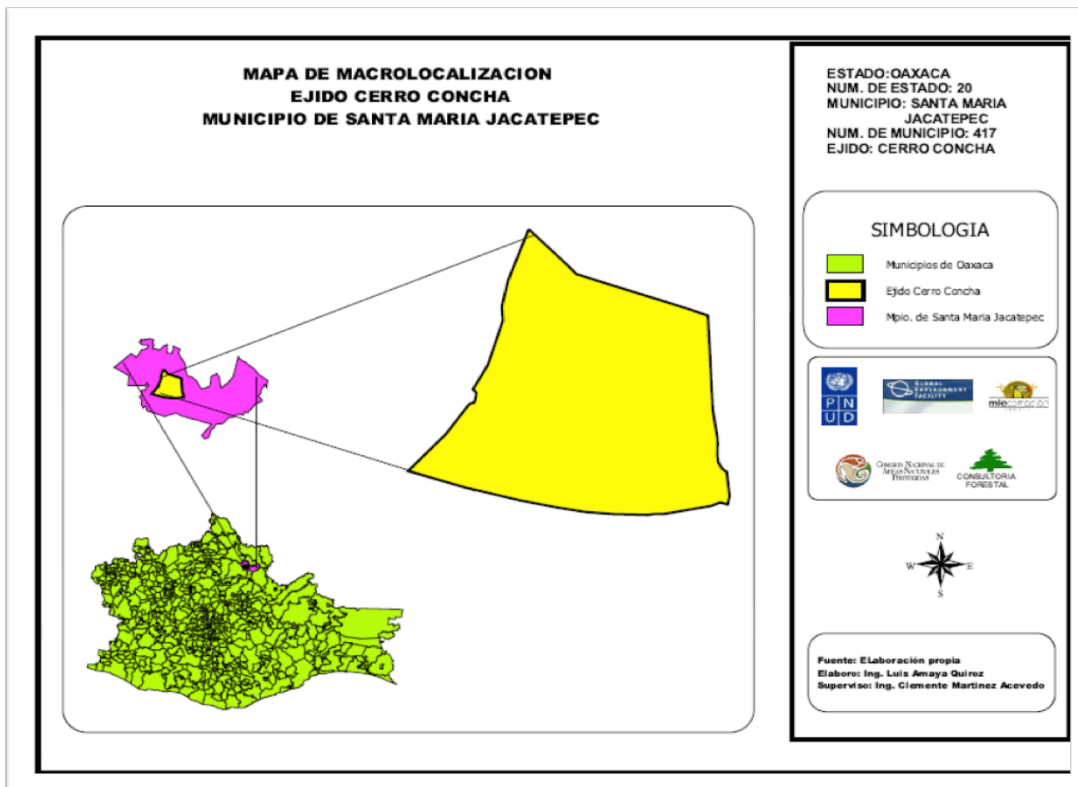 MAPA DE MACROLOCALIZACION
EJIDO CERRO CONCHA
MUNICIPIO DE SANTA MARIA JACATEPEC
ESTADO:OAXACA
NUM. DE ESTADO: 20
MUNICIPIO: SANTA MARIA
JACATEPEC
NUM. DE MUNICIPIO: 417
EJIDO: CERRO CONCHA
SIMBOLOGIA
Municipios de Oaxaca
Ejido Cerro Concha
Mpio. de Santa Maria Jacatepec
P N
U D
GLOBAL
ENVIRONMENT
FACILITY
COMISIÓN NACIONAL DE
ÁREAS NATURALES
PROTEGIDAS
CONSULTORIA
FORESTAL
N
W E
S
Fuente: ELaboración propia
Elaboro: Ing. Luis Amaya Quiroz
Superviso: Ing. Clemente Martinez Acevedo